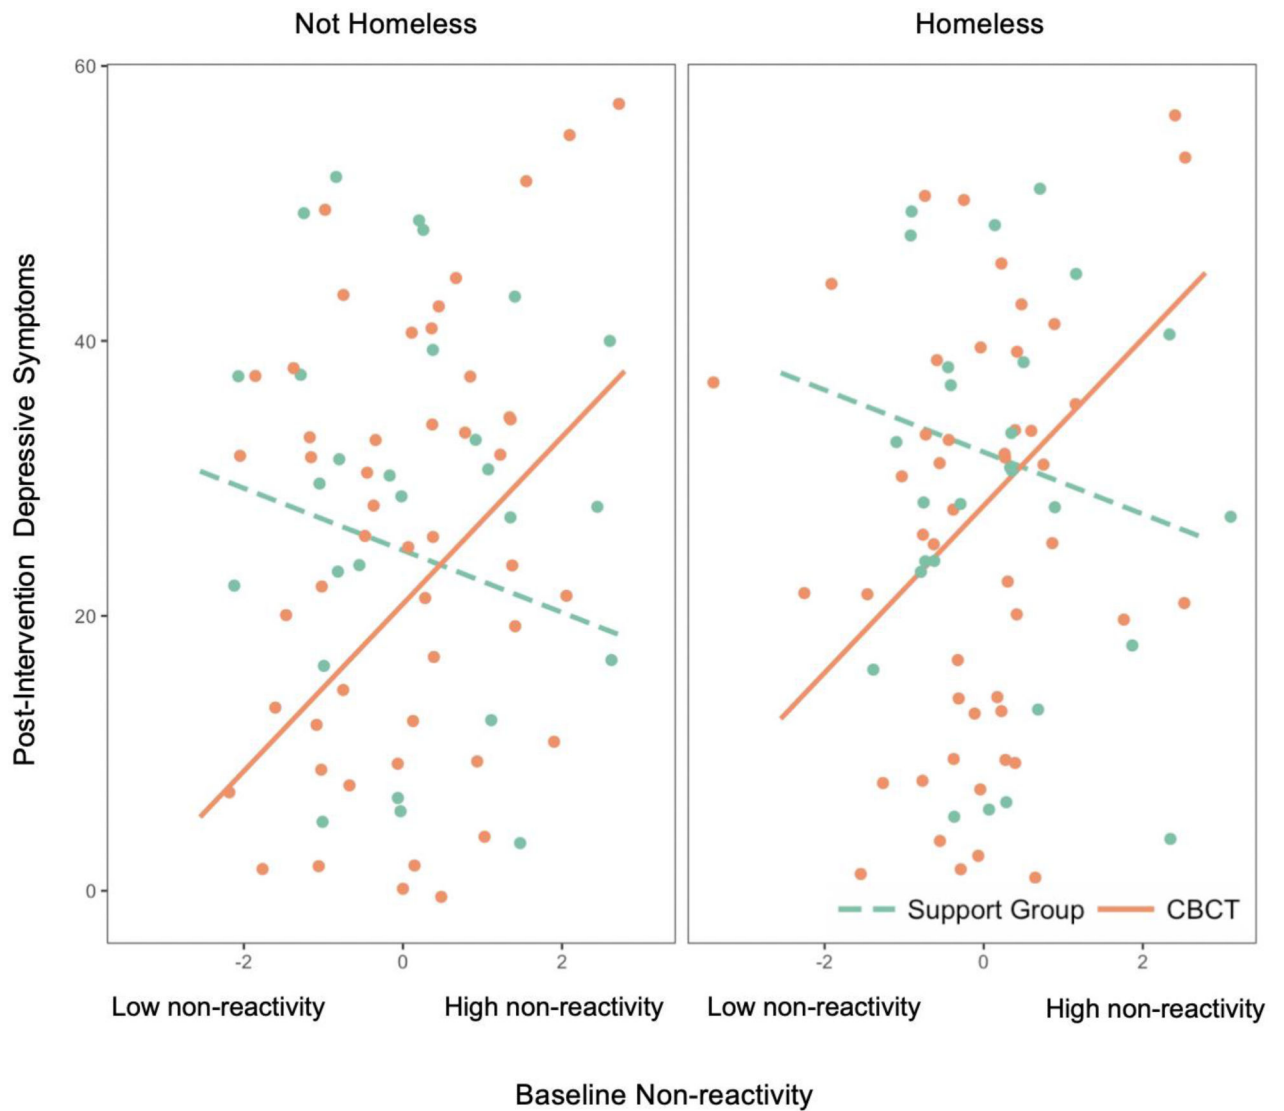 Not Homeless
Homeless
Post-Intervention Depressive Symptoms
60
40
20
0
Support Group
CBCT
-2 0 2
-2 0 2
Low non-reactivity
High non-reactivity
Low non-reactivity
High non-reactivity
Baseline Non-reactivity